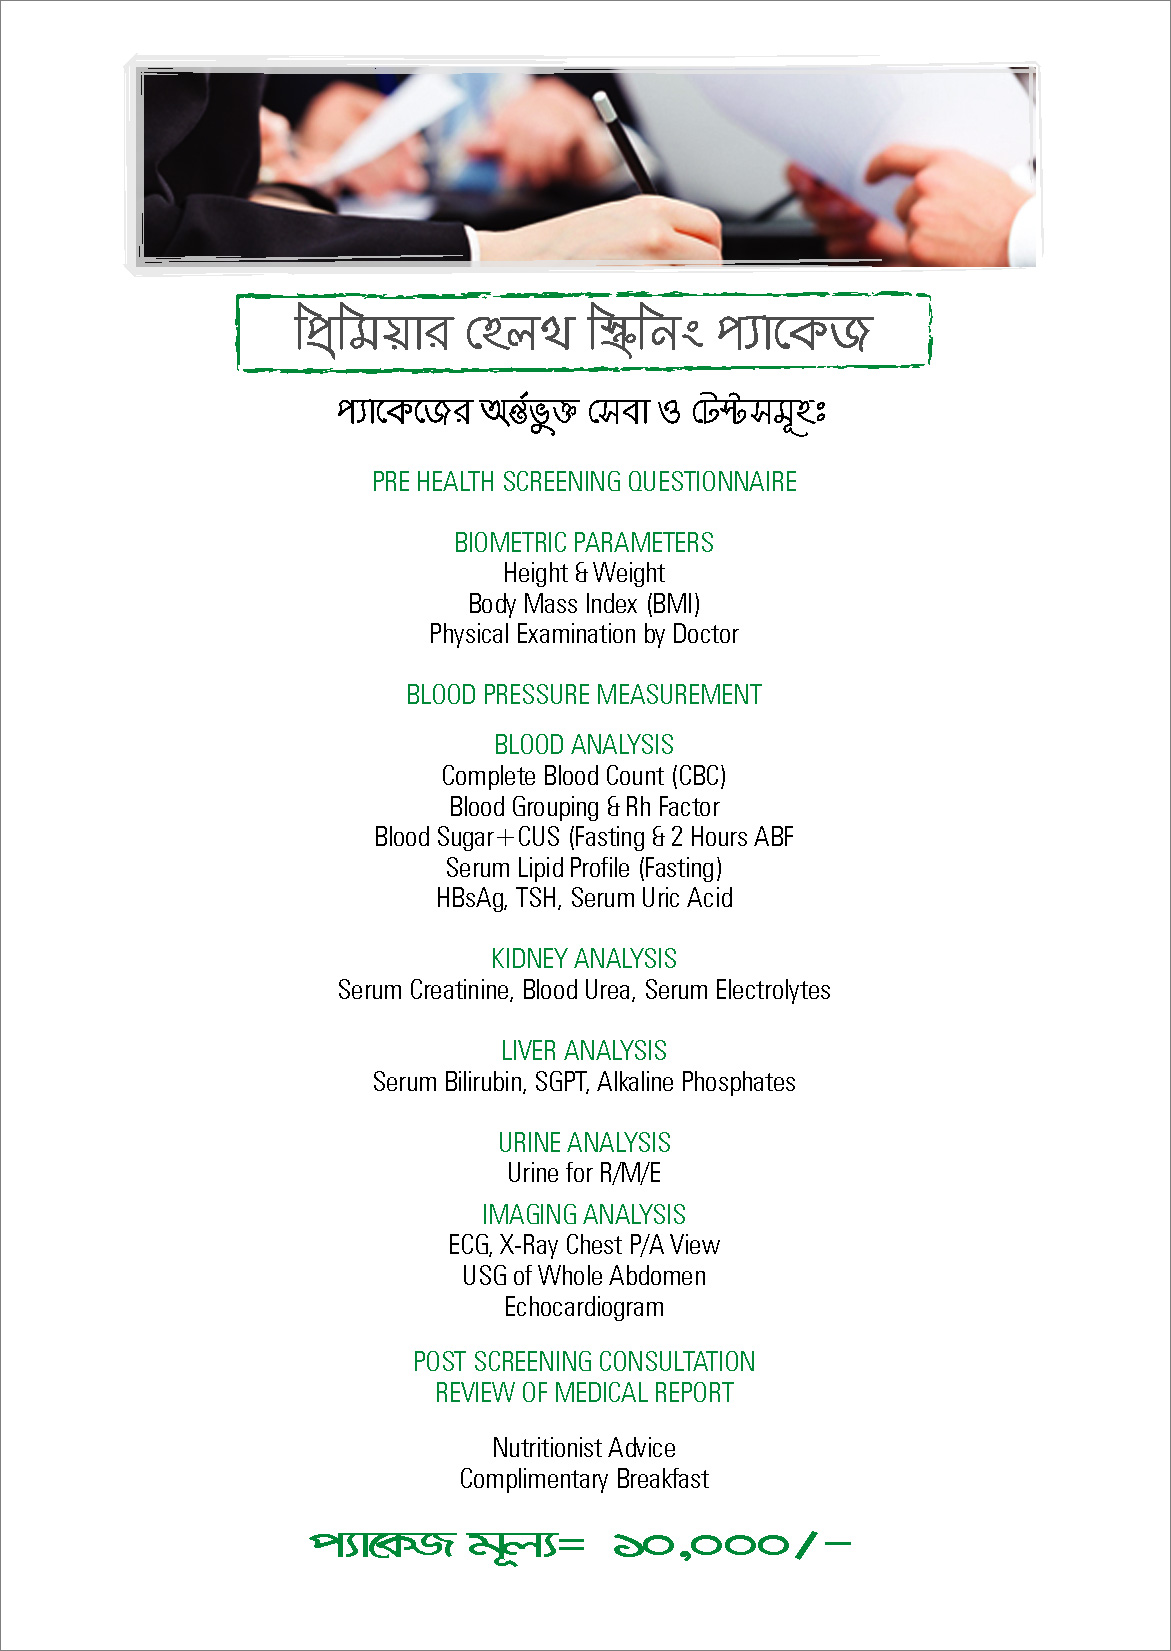 প্রিমিয়ার হেলথ স্ক্রিনিং প্যাকেজ
প্যাকেজের অর্ন্তভুক্ত সেবা ও টেস্টসমূহঃ
PRE HEALTH SCREENING QUESTIONNAIRE
BIOMETRIC PARAMETERS
Height & Weight
Body Mass Index (BMI)
Physical Examination by Doctor
BLOOD PRESSURE MEASUREMENT
BLOOD ANALYSIS
Complete Blood Count (CBC)
Blood Grouping & Rh Factor
Blood Sugar+CUS (Fasting & 2 Hours ABF
Serum Lipid Profile (Fasting)
HBsAg, TSH, Serum Uric Acid
KIDNEY ANALYSIS
Serum Creatinine, Blood Urea, Serum Electrolytes
LIVER ANALYSIS
Serum Bilirubin, SGPT, Alkaline Phosphates
URINE ANALYSIS
Urine for R/M/E
IMAGING ANALYSIS
ECG, X-Ray Chest P/A View
USG of Whole Abdomen
Echocardiogram
POST SCREENING CONSULTATION
REVIEW OF MEDICAL REPORT
Nutritionist Advice
Complimentary Breakfast
প্যাকেজ মূল্য= ১০,০০০/-